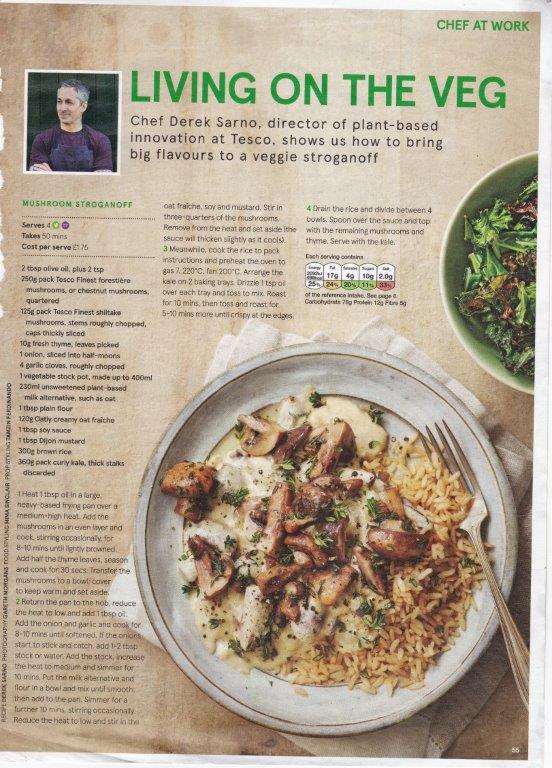 CHEF AT WORK
LIVING ON THE VEG
Chef Derek Sarno, director of plant-based
innovation at Tesco, shows us how to bring
big flavours to a veggie stroganoff
MUSHROOM STROGANOFF
Serves 4
Takes 50 mins
Cost per serve £1.75
2 tbsp olive oil, plus 2 tsp
250g pack Tesco Finest forestière
mushrooms, or chestnut mushrooms,
quartered
125g pack Tesco Finest shiitake
mushrooms, stems roughly chopped,
caps thickly sliced
10g fresh thyme, leaves picked
1 onion, sliced into half-moons
4 garlic cloves, roughly chopped
1 vegetable stock pot, made up to 400ml
230ml unsweetened plant-based
milk alternative, such as oat
1 tbsp plain flour
120g Oatly creamy oat fraîche
1 tbsp soy sauce
1 tbsp Dijon mustard
300g brown rice
360g pack curly kale, thick stalks
discarded
1 Heat 1 tbsp oil in a large,
heavy-based frying pan over a
medium-high heat. Add the
mushrooms in an even layer and
cook, stirring occasionally, for
8-10 mins until lightly browned.
Add half the thyme leaves, season
and cook for 30 secs. Transfer the
mushrooms to a bowl; cover
to keep warm and set aside.
2 Return the pan to the hob, reduce
the heat to low and add 1 tbsp oil.
Add the onion and garlic and cook for
8-10 mins until softened. If the onions
start to stick and catch, add 1-2 tbsp
stock or water. Add the stock, increase
the heat to medium and simmer for
10 mins. Put the milk alternative and
flour in a bowl and mix until smooth,
then add to the pan. Simmer for a
further 10 mins, stirring occasionally.
Reduce the heat to low and stir in the
oat fraîche, soy and mustard. Stir in
three-quarters of the mushrooms.
Remove from the heat and set aside (the
sauce will thicken slightly as it cools).
3 Meanwhile, cook the rice to pack
instructions and preheat the oven to
gas 7, 220°C, fan 200°C. Arrange the
kale on 2 baking trays. Drizzle 1 tsp oil
over each tray and toss to mix. Roast
for 10 mins, then toss and roast for
5-10 mins more until crispy at the edges.
4 Drain the rice and divide between 4
bowls. Spoon over the sauce and top
with the remaining mushrooms and
thyme. Serve with the kale.
Each serving contains
Energy Fat Saturates Sugars Salt
17g 4g 10g 2.0g
25% 24% 20% 11% 33%
of the reference intake. See page 8.
Carbohydrate 78g Protein 12g Fibre 5g
RECIPE DEREK SARNO PHOTOGRAPHY GARETH MORGANS FOOD STYLING NIMA SINCLAIR PROP STYLING TAMZIN FERDINANDO
55